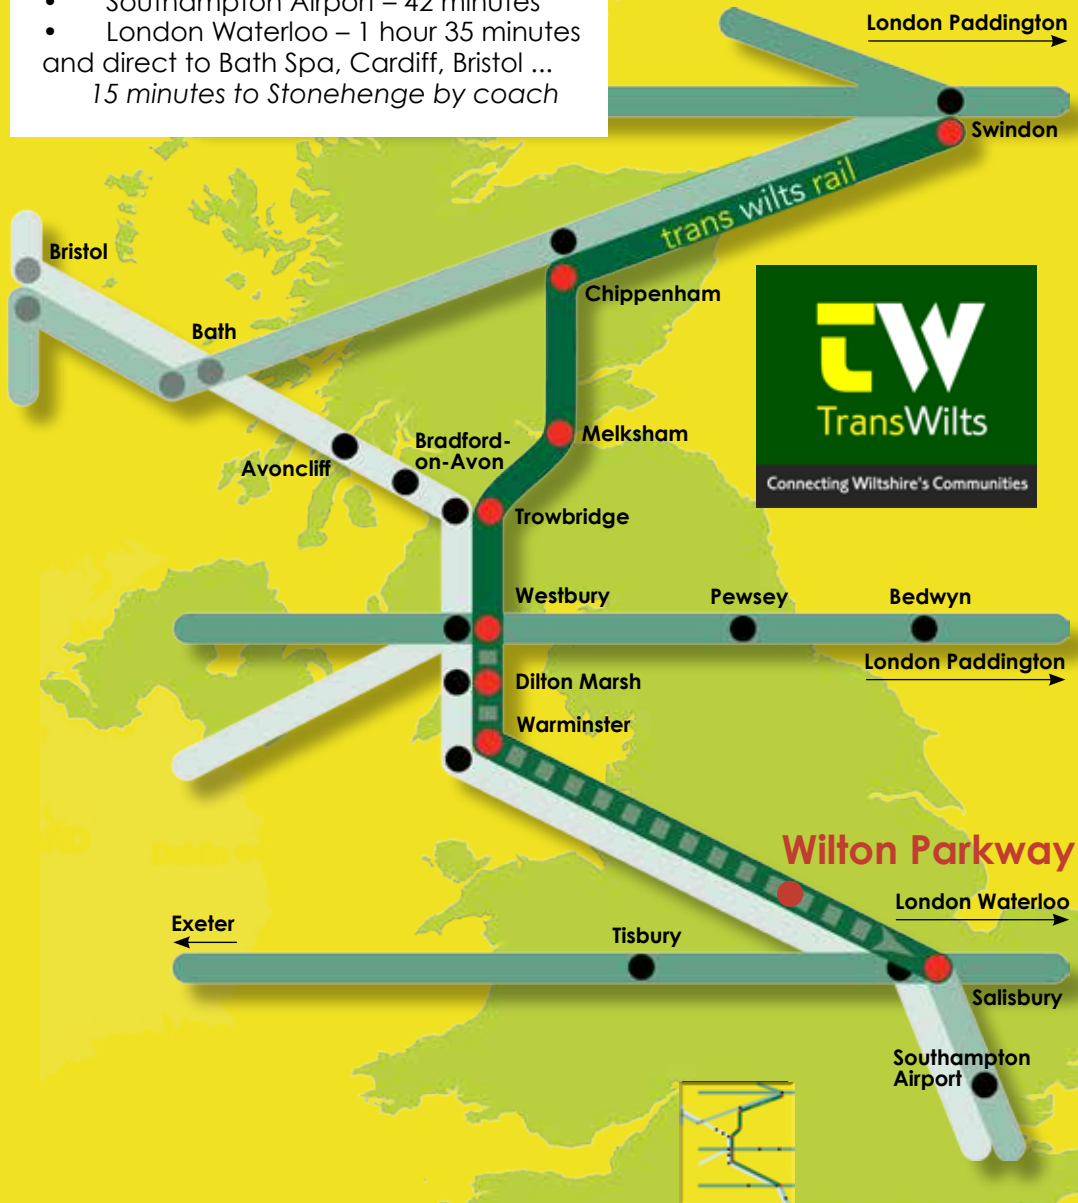 • Southampton Airport – 42 minutes
• London Waterloo – 1 hour 35 minutes
and direct to Bath Spa, Cardiff, Bristol ...
15 minutes to Stonehenge by coach
London Paddington
Swindon
trans wilts rail
Bristol
Chippenham
Bath
TW
TransWilts
Connecting Wiltshire's Communities
Melksham
Bradford-
on-Avon
Avoncliff
Trowbridge
Westbury
Pewsey
Bedwyn
London Paddington
Dilton Marsh
Warminster
Wilton Parkway
London Waterloo
Exeter
Tisbury
Salisbury
Southampton
Airport